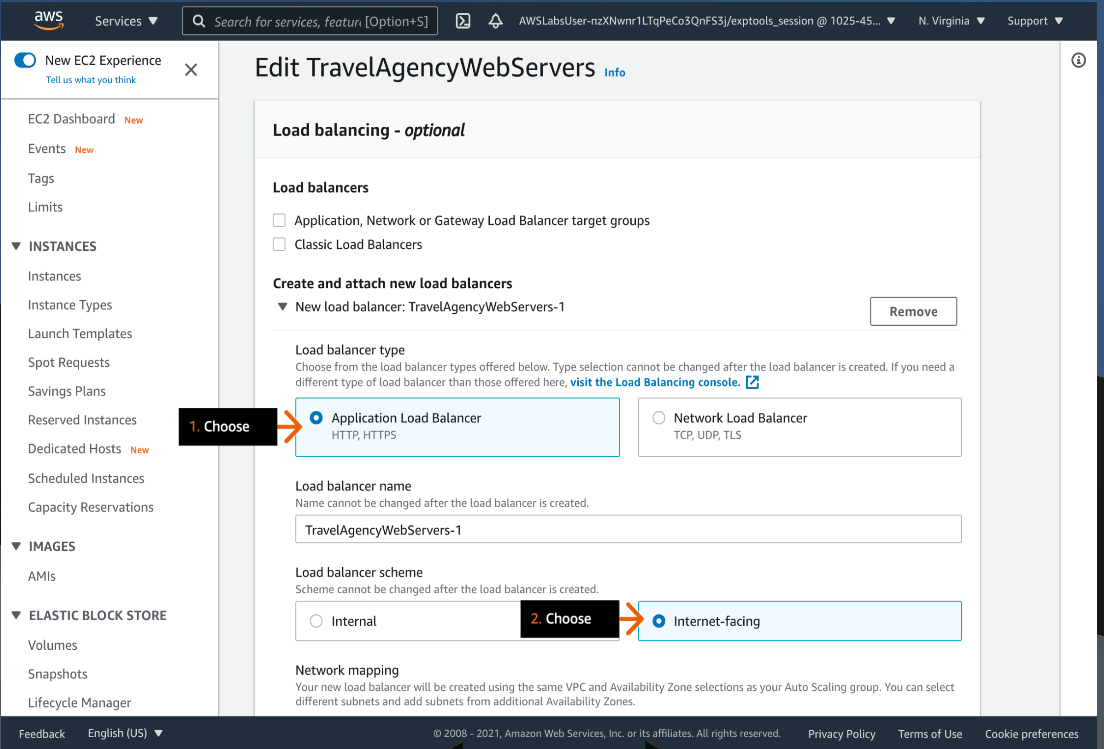 aws
Services
Search for services, featur [Option+S]
AWSLabsUser-nzXNwnr1LTqPeCo3QnFS3j/exptools_session @ 1025-45...
N. Virginia
Support
New EC2 Experience
Tell us what you think
EC2 Dashboard New
Events New
Tags
Limits
INSTANCES
Instances
Instance Types
Launch Templates
Spot Requests
Savings Plans
Reserved Instances
Dedicated Hosts New
Scheduled Instances
Capacity Reservations
IMAGES
AMIs
ELASTIC BLOCK STORE
Volumes
Snapshots
Lifecycle Manager
Edit TravelAgencyWebServers Info
Load balancing - optional
Load balancers
Application, Network or Gateway Load Balancer target groups
Classic Load Balancers
Create and attach new load balancers
New load balancer: TravelAgencyWebServers-1
Remove
Load balancer type
Choose from the load balancer types offered below. Type selection cannot be changed after the load balancer is created. If you need a
different type of load balancer than those offered here, visit the Load Balancing console.
1. Choose
Application Load Balancer
HTTP, HTTPS
Network Load Balancer
TCP, UDP, TLS
Load balancer name
Name cannot be changed after the load balancer is created.
TravelAgencyWebServers-1
Load balancer scheme
Scheme cannot be changed after the load balancer is created.
Internal
2. Choose
Internet-facing
Network mapping
Your new load balancer will be created using the same VPC and Availability Zone selections as your Auto Scaling group. You can select
different subnets and add subnets from additional Availability Zones.
Feedback
English (US)
© 2008 - 2021, Amazon Web Services, Inc. or its affiliates. All rights reserved.
Privacy Policy
Terms of Use
Cookie preferences